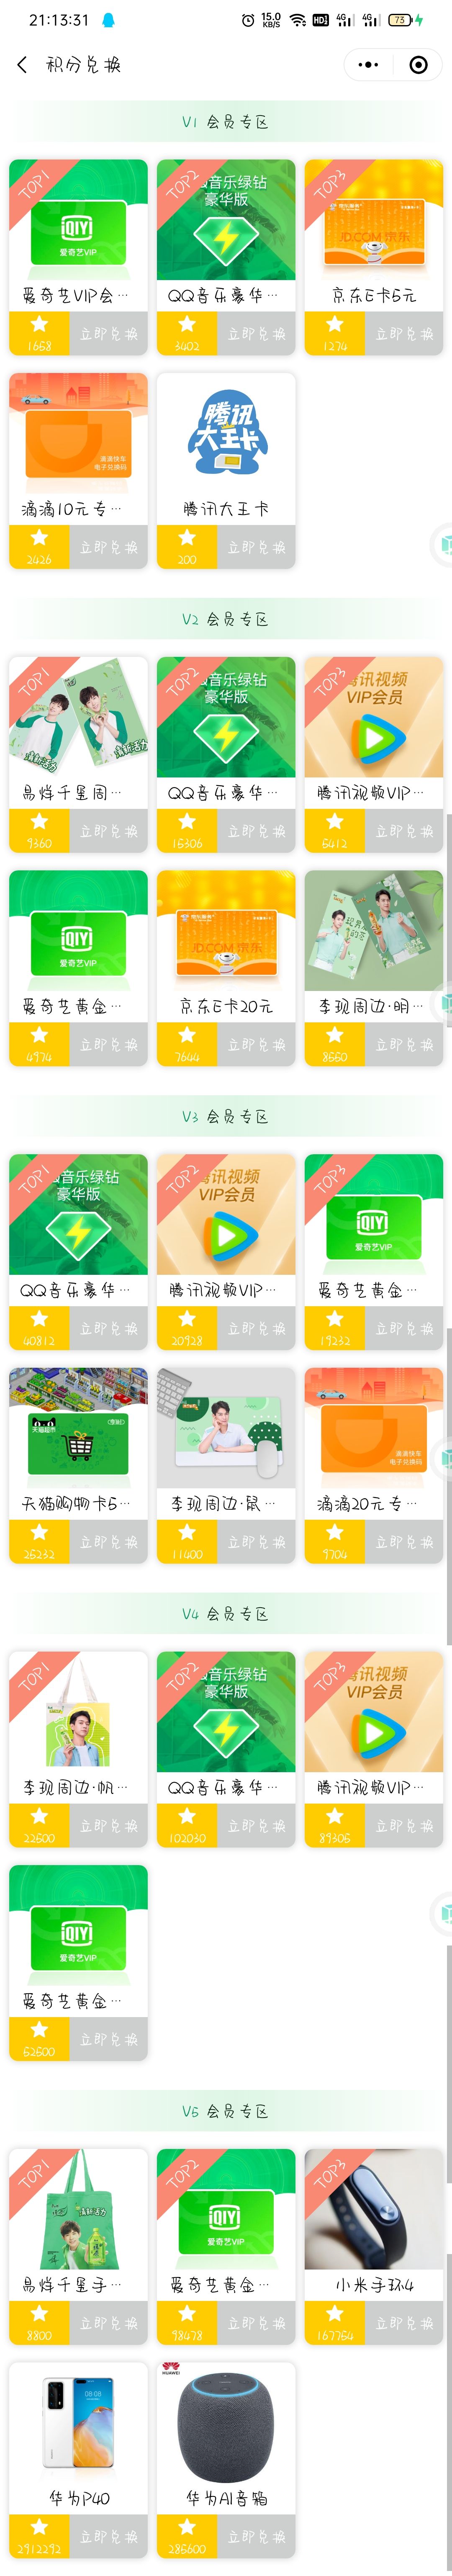 21:13:31
15.0 KB/S
HD
4G
4G
73
积分兑换
V1 会员专区
TOP1
爱奇艺VIP
爱奇艺VIP会…
1658
立即兑换
TOP2
音乐绿钻
豪华版
QQ音乐豪华…
3402
立即兑换
TOP3
JD.COM 京东
京东E卡5元
1274
立即兑换
滴滴快车
电子兑换码
滴滴10元专…
2426
立即兑换
腾讯
大王卡
腾讯大王卡
200
立即兑换
V2 会员专区
TOP1
清新活力
清新活力
易烊千玺周…
9360
立即兑换
TOP2
音乐绿钻
豪华版
QQ音乐豪华…
15306
立即兑换
TOP3
腾讯视频
VIP会员
腾讯视频VIP…
5412
立即兑换
爱奇艺VIP
爱奇艺黄金…
4974
立即兑换
JD.COM 京东
京东E卡20元
7644
立即兑换
李现周边·明…
8550
立即兑换
V3 会员专区
TOP1
音乐绿钻
豪华版
QQ音乐豪华…
40812
立即兑换
TOP2
腾讯视频
VIP会员
腾讯视频VIP…
20928
立即兑换
TOP3
爱奇艺VIP
爱奇艺黄金…
19232
立即兑换
天猫超市
天猫购物卡5…
25232
立即兑换
李现周边·鼠…
11400
立即兑换
滴滴快车
电子兑换码
滴滴20元专…
9704
立即兑换
V4 会员专区
TOP1
李现周边·帆…
22500
立即兑换
TOP2
音乐绿钻
豪华版
QQ音乐豪华…
102030
立即兑换
TOP3
腾讯视频
VIP会员
腾讯视频VIP…
89305
立即兑换
爱奇艺VIP
爱奇艺黄金…
52500
立即兑换
V5 会员专区
TOP1
清新活力
易烊千玺手…
8800
立即兑换
TOP2
爱奇艺VIP
爱奇艺黄金…
98478
立即兑换
TOP3
小米手环4
167754
立即兑换
08:08
华为P40
2912292
立即兑换
HUAWEI
华为AI音箱
285600
立即兑换